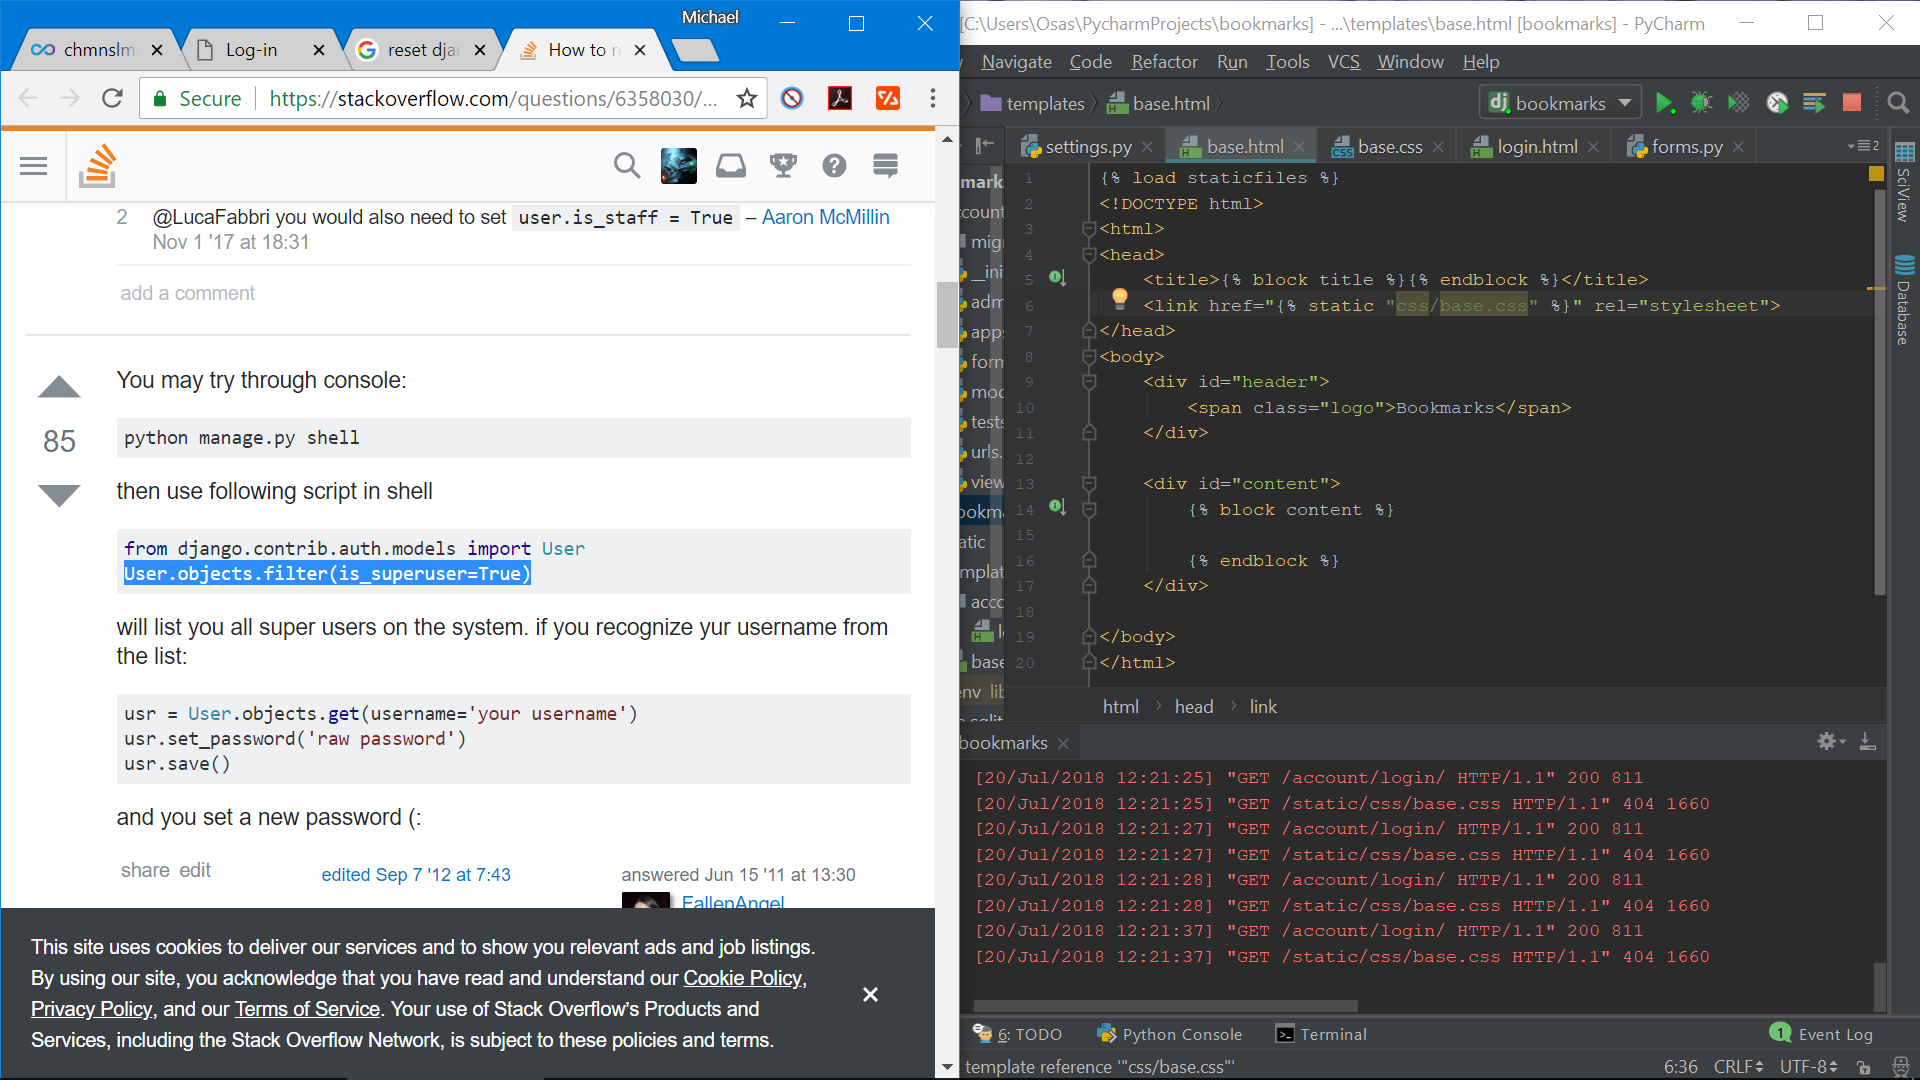 Michael
chmnslm
Log-in
reset djan
How to r
Secure
https://stackoverflow.com/questions/6358030/...
2 @LucaFabbri you would also need to set user.is_staff = True – Aaron McMillin
Nov 1 '17 at 18:31
add a comment
You may try through console:
85
python manage.py shell
then use following script in shell
from django.contrib.auth.models import User
User.objects.filter(is_superuser=True)
will list you all super users on the system. if you recognize yur username from
the list:
usr = User.objects.get(username='your username')
usr.set_password('raw password')
usr.save()
and you set a new password (:
share edit
edited Sep 7 '12 at 7:43
answered Jun 15 '11 at 13:30
FallenAngel
This site uses cookies to deliver our services and to show you relevant ads and job listings.
By using our site, you acknowledge that you have read and understand our Cookie Policy,
Privacy Policy, and our Terms of Service. Your use of Stack Overflow's Products and
Services, including the Stack Overflow Network, is subject to these policies and terms.
[C:\Users\Osas\PycharmProjects\bookmarks] - ...\templates\base.html [bookmarks] - PyCharm
Navigate Code Refactor Run Tools VCS Window Help
templates base.html
dj bookmarks
settings.py base.html base.css login.html forms.py
2
mark
ccount
migr
__ini
adm
apps
form
mod
tests
urls.
view
ookma
atic
mplat
acco
l
base
env lib
1 {% load staticfiles %}
2 <!DOCTYPE html>
3 <html>
4 <head>
5 <title>{% block title %}{% endblock %}</title>
6 <link href="{% static "css/base.css" %}" rel="stylesheet">
7 </head>
8 <body>
9 <div id="header">
10 <span class="logo">Bookmarks</span>
11 </div>
12
13 <div id="content">
14 {% block content %}
15
16 {% endblock %}
17 </div>
18
19 </body>
20 </html>
html head link
SciView
Database
bookmarks
[20/Jul/2018 12:21:25] "GET /account/login/ HTTP/1.1" 200 811
[20/Jul/2018 12:21:25] "GET /static/css/base.css HTTP/1.1" 404 1660
[20/Jul/2018 12:21:27] "GET /account/login/ HTTP/1.1" 200 811
[20/Jul/2018 12:21:27] "GET /static/css/base.css HTTP/1.1" 404 1660
[20/Jul/2018 12:21:28] "GET /account/login/ HTTP/1.1" 200 811
[20/Jul/2018 12:21:28] "GET /static/css/base.css HTTP/1.1" 404 1660
[20/Jul/2018 12:21:37] "GET /account/login/ HTTP/1.1" 200 811
[20/Jul/2018 12:21:37] "GET /static/css/base.css HTTP/1.1" 404 1660
6: TODO Python Console Terminal 1 Event Log
template reference '"css/base.css"' 6:36 CRLF UTF-8